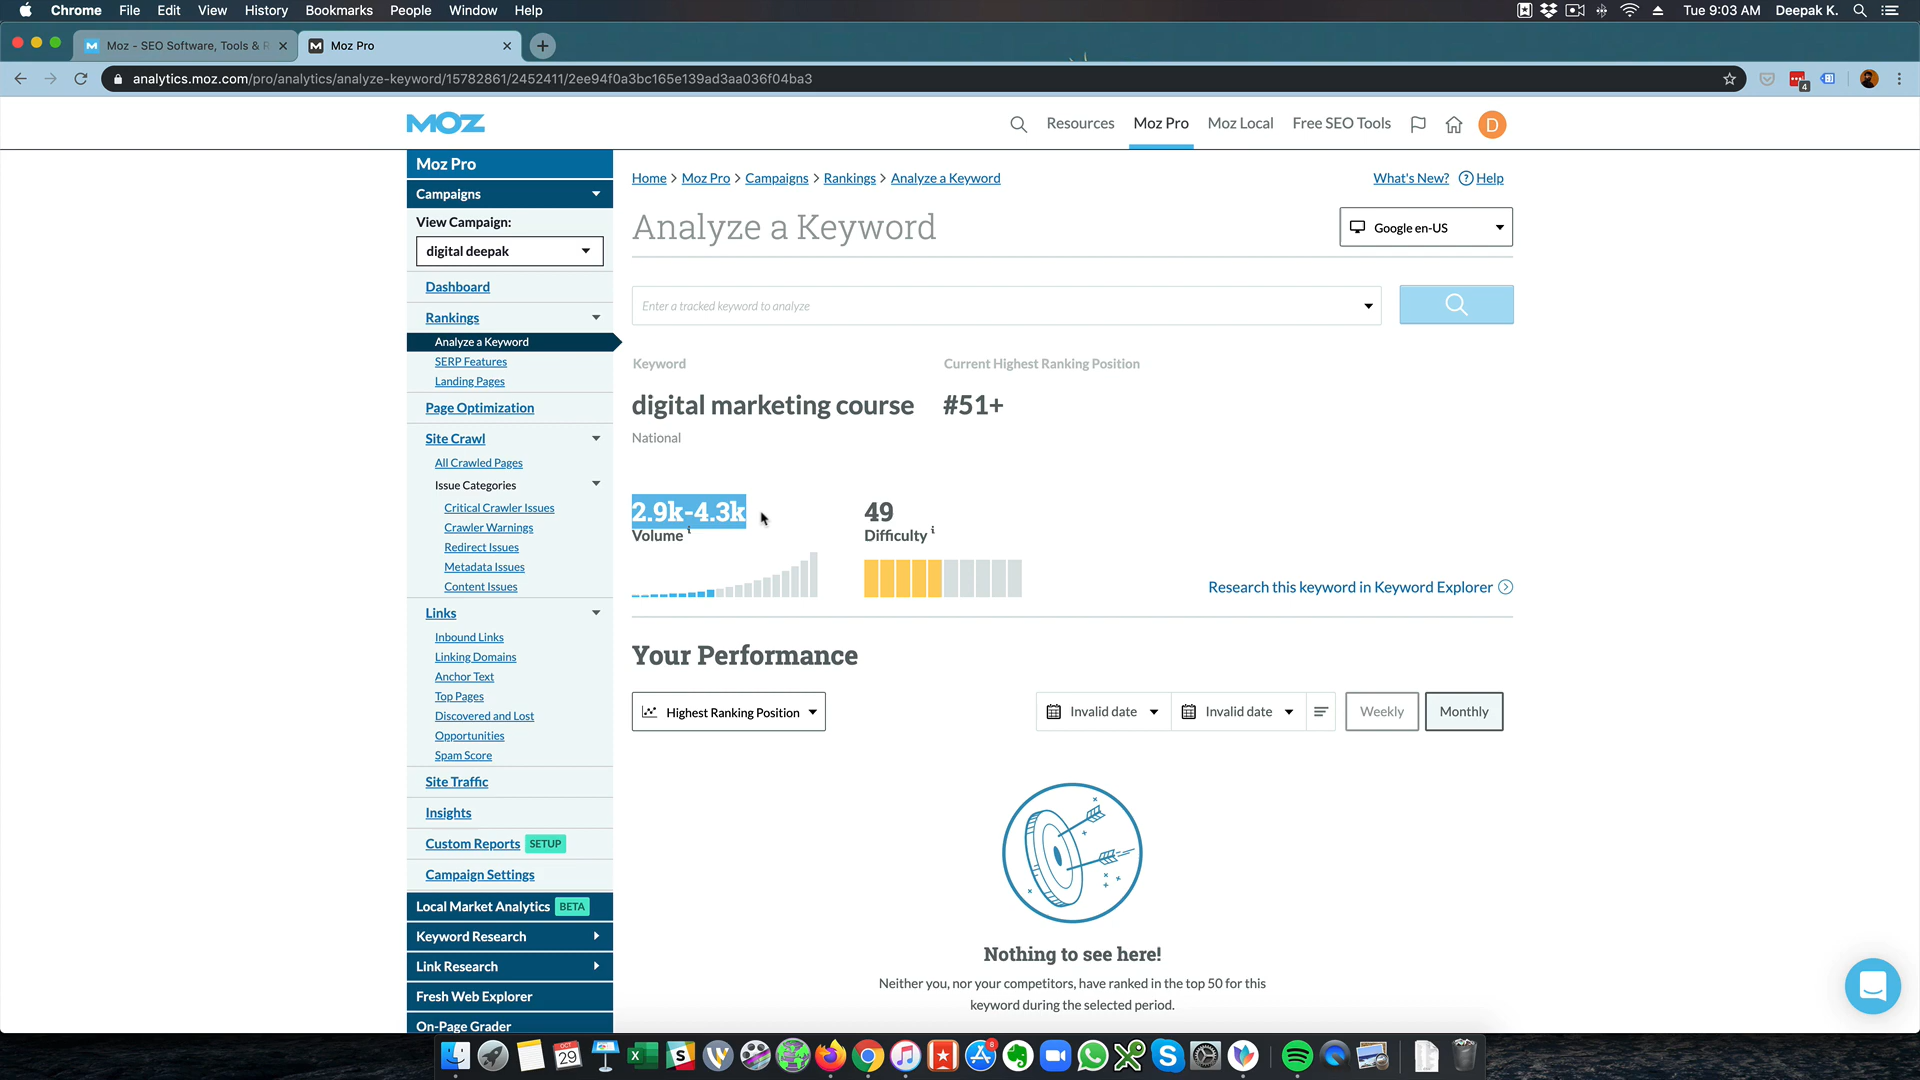 Chrome File Edit View History Bookmarks People Window Help Tue 9:03 AM Deepak K.
Moz - SEO Software, Tools & R
Moz Pro
analytics.moz.com/pro/analytics/analyze-keyword/15782861/2452411/2ee94f0a3bc165e139ad3aa036f04ba3
4
MOZ
Resources Moz Pro Moz Local Free SEO Tools D
Moz Pro
Campaigns
View Campaign:
digital deepak
Dashboard
Rankings
Analyze a Keyword
SERP Features
Landing Pages
Page Optimization
Site Crawl
All Crawled Pages
Issue Categories
Critical Crawler Issues
Crawler Warnings
Redirect Issues
Metadata Issues
Content Issues
Links
Inbound Links
Linking Domains
Anchor Text
Top Pages
Discovered and Lost
Opportunities
Spam Score
Site Traffic
Insights
Custom Reports SETUP
Campaign Settings
Local Market Analytics BETA
Keyword Research
Link Research
Fresh Web Explorer
On-Page Grader
Home > Moz Pro > Campaigns > Rankings > Analyze a Keyword
What's New? ? Help
Analyze a Keyword
Google en-US
Enter a tracked keyword to analyze
Keyword Current Highest Ranking Position
digital marketing course #51+
National
2.9k-4.3k 49
Volume i Difficulty i
Research this keyword in Keyword Explorer
Your Performance
Highest Ranking Position Invalid date Invalid date Weekly Monthly
Nothing to see here!
Neither you, nor your competitors, have ranked in the top 50 for this
keyword during the selected period.
OCT
29
8